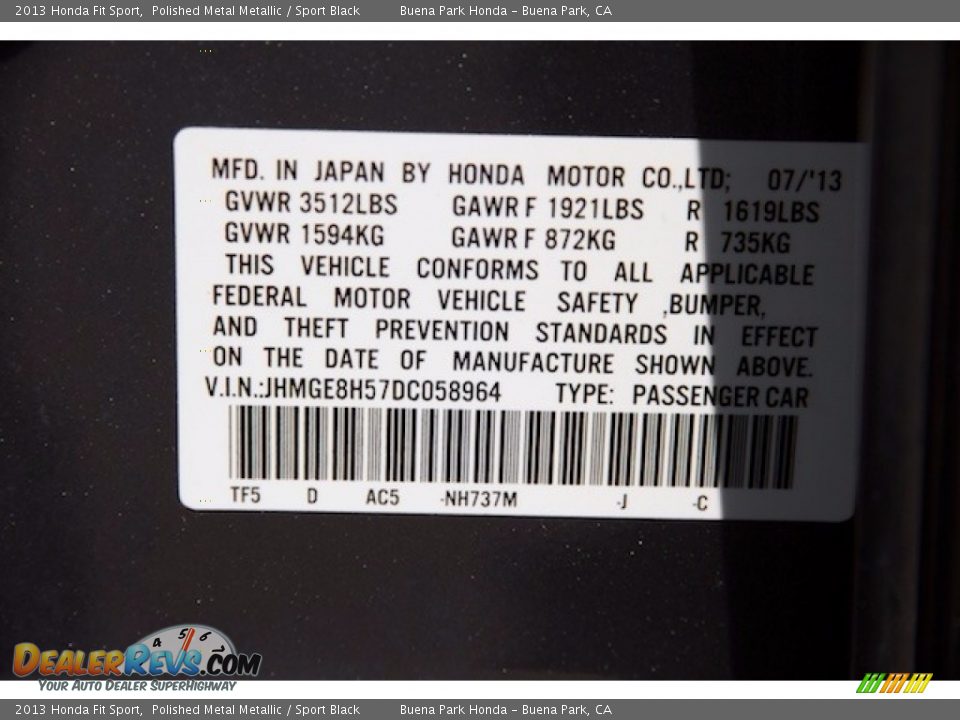 2013 Honda Fit Sport, Polished Metal Metallic / Sport Black Buena Park Honda – Buena Park, CA
MFD. IN JAPAN BY HONDA MOTOR CO.,LTD; 07/'13
GVWR 3512LBS GAWR F 1921LBS R 1619LBS
GVWR 1594KG GAWR F 872KG R 735KG
THIS VEHICLE CONFORMS TO ALL APPLICABLE
FEDERAL MOTOR VEHICLE SAFETY ,BUMPER,
AND THEFT PREVENTION STANDARDS IN EFFECT
ON THE DATE OF MANUFACTURE SHOWN ABOVE.
V.I.N.:JHMGE8H57DC058964 TYPE: PASSENGER CAR
TF5 D AC5 -NH737M -J -C
4 5 6
DEALERREVS.COM
YOUR AUTO DEALER SUPERHIGHWAY
2013 Honda Fit Sport, Polished Metal Metallic / Sport Black Buena Park Honda – Buena Park, CA